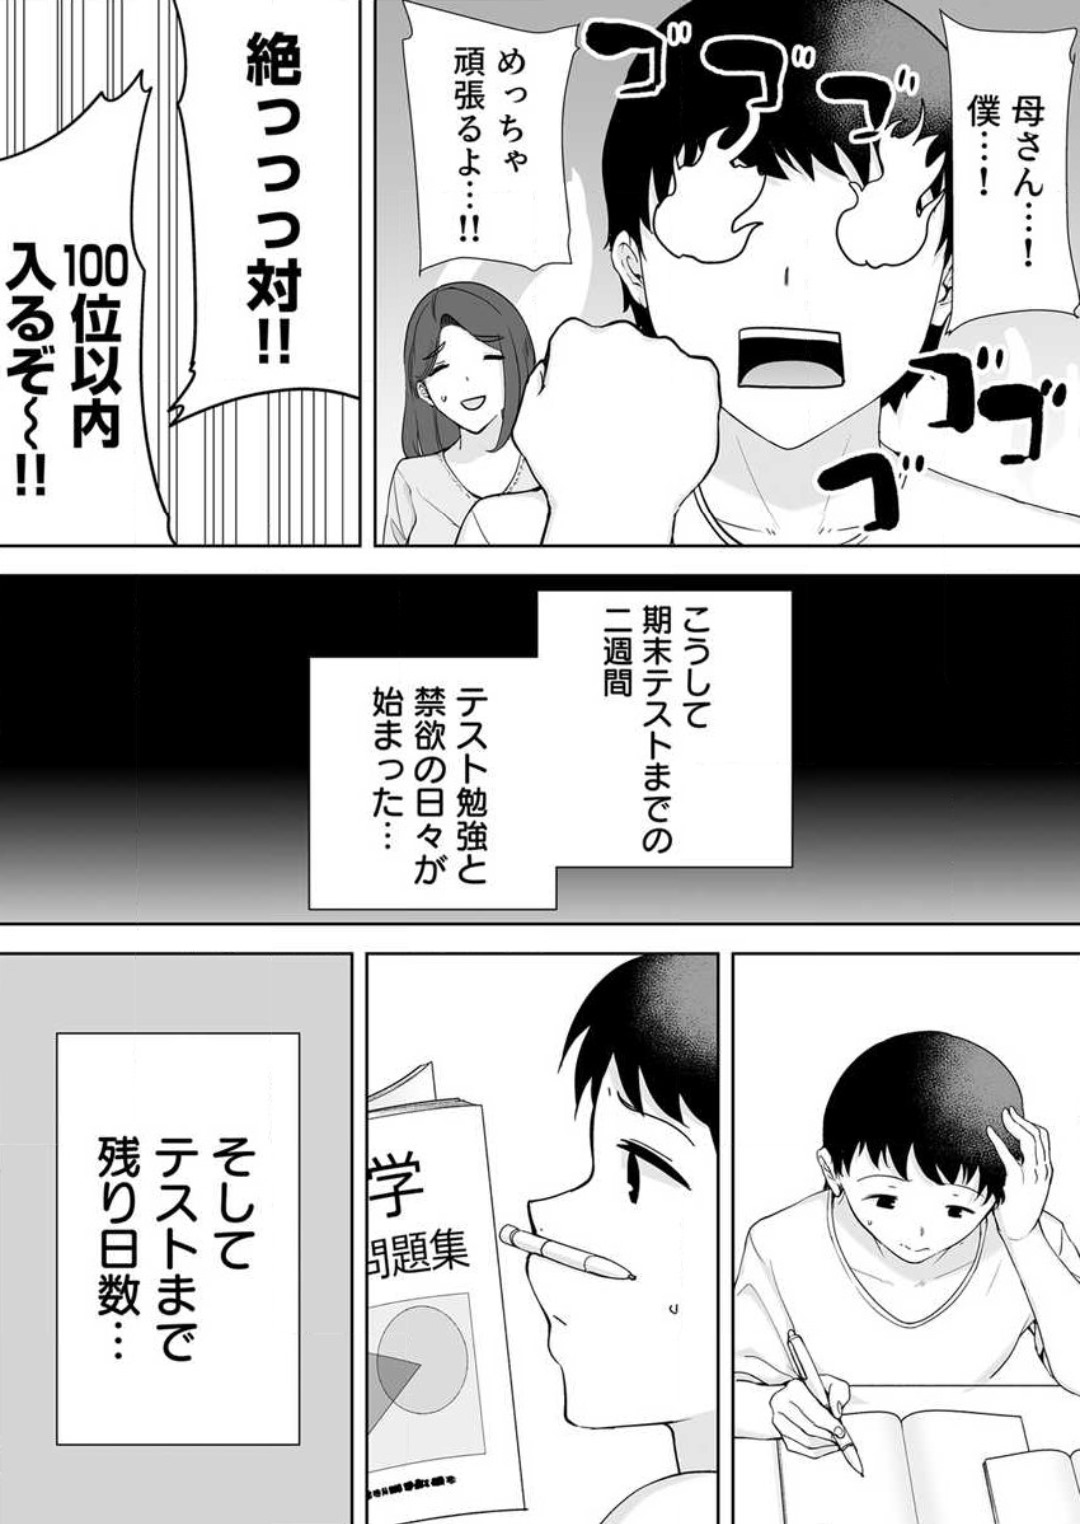 母さん…!
僕…!
ゴゴゴ
めっちゃ
頑張るよ…!!
ゴゴゴ
ゴ
絶っっっ対!!
100位以内
入るぞ〜!!
こうして
期末テストまでの
二週間
テスト勉強と
禁欲の日々が
始まった…
学
問題集
そして
テストまで
残り日数…